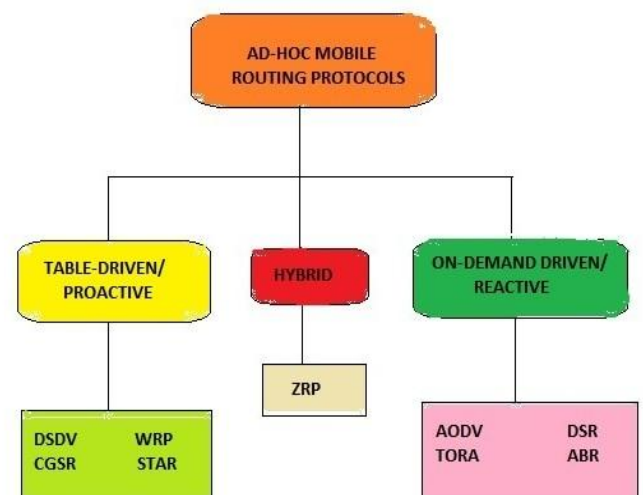 AD-HOC MOBILE
ROUTING PROTOCOLS
TABLE-DRIVEN/
PROACTIVE
HYBRID
ON-DEMAND DRIVEN/
REACTIVE
DSDV WRP
CGSR STAR
ZRP
AODV DSR
TORA ABR